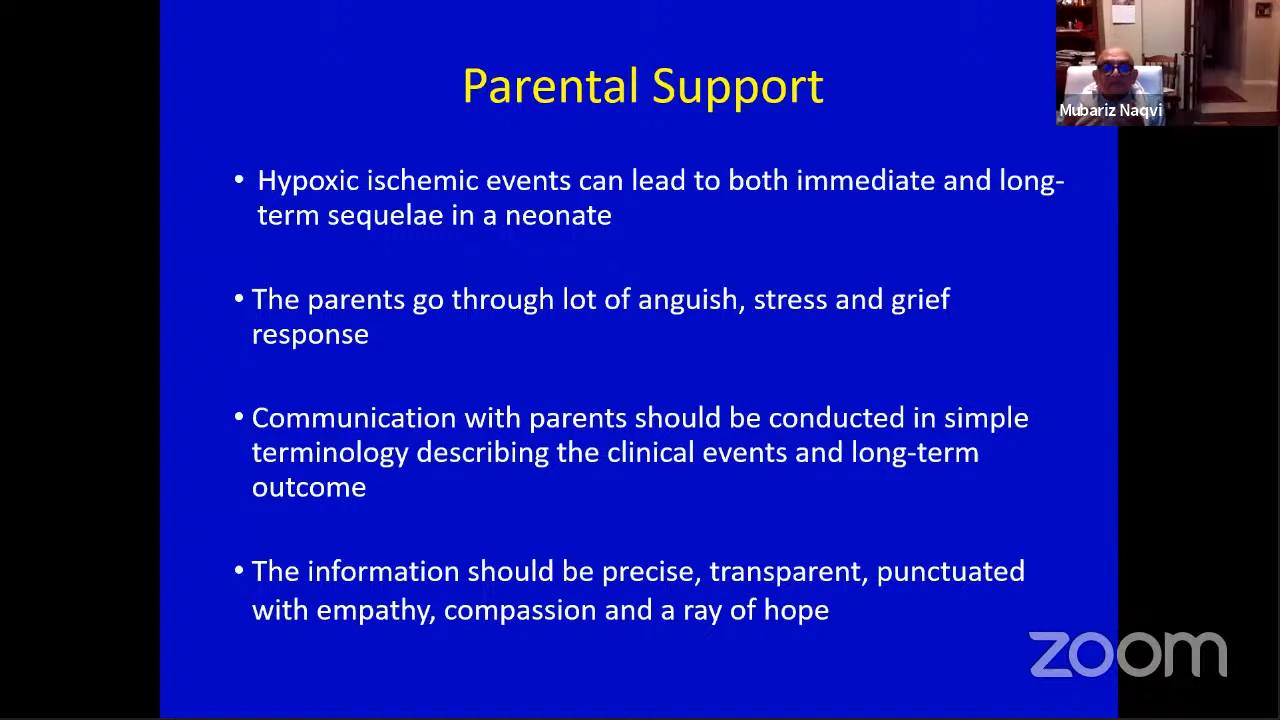 Parental Support
Mubariz Naqvi
• Hypoxic ischemic events can lead to both immediate and long-
term sequelae in a neonate
• The parents go through lot of anguish, stress and grief
response
• Communication with parents should be conducted in simple
terminology describing the clinical events and long-term
outcome
• The information should be precise, transparent, punctuated
with empathy, compassion and a ray of hope
zoom